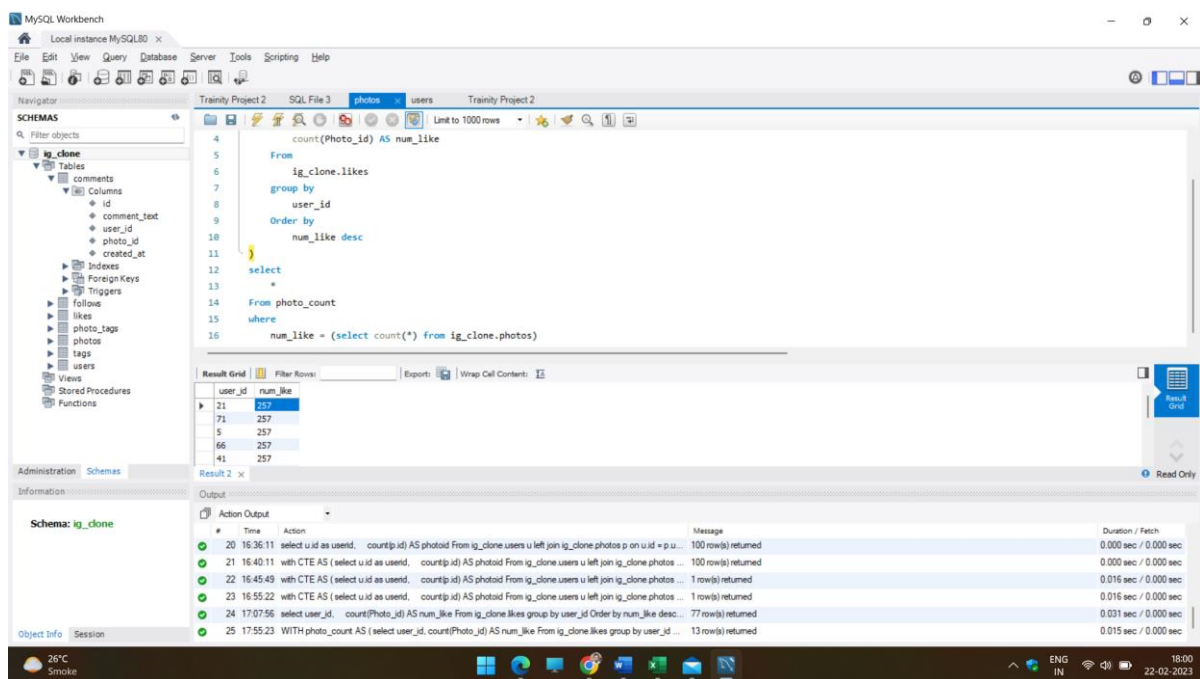 MySQL Workbench
Local instance MySQL80 ×
File Edit View Query Database Server Tools Scripting Help
Navigator
Trainity Project 2 SQL File 3 photos × users Trainity Project 2
SCHEMAS
Limit to 1000 rows
Filter objects
ig_clone
Tables
comments
Columns
id
comment_text
user_id
photo_id
created_at
Indexes
Foreign Keys
Triggers
follows
likes
photo_tags
photos
tags
users
Views
Stored Procedures
Functions
Administration Schemas
Information
Schema: ig_clone
Object Info Session
4 count(Photo_id) AS num_like
5 From
6 ig_clone.likes
7 group by
8 user_id
9 Order by
10 num_like desc
11 )
12 select
13 *
14 From photo_count
15 where
16 num_like = (select count(*) from ig_clone.photos)
Result Grid Filter Rows: Export: Wrap Cell Content:
user_id num_like
21 257
71 257
5 257
66 257
41 257
Result Grid
Result 2 ×
Read Only
Output
Action Output
# Time Action Message Duration / Fetch
20 16:36:11 select u.id as userid, count(p.id) AS photoid From ig_clone.users u left join ig_clone.photos p on u.id = p.u... 100 row(s) returned 0.000 sec / 0.000 sec
21 16:40:11 with CTE AS ( select u.id as userid, count(p.id) AS photoid From ig_clone.users u left join ig_clone.photos ... 100 row(s) returned 0.000 sec / 0.000 sec
22 16:45:49 with CTE AS ( select u.id as userid, count(p.id) AS photoid From ig_clone.users u left join ig_clone.photos ... 1 row(s) returned 0.016 sec / 0.000 sec
23 16:55:22 with CTE AS ( select u.id as userid, count(p.id) AS photoid From ig_clone.users u left join ig_clone.photos ... 1 row(s) returned 0.016 sec / 0.000 sec
24 17:07:56 select user_id, count(Photo_id) AS num_like From ig_clone.likes group by user_id Order by num_like desc... 77 row(s) returned 0.031 sec / 0.000 sec
25 17:55:23 WITH photo_count AS ( select user_id, count(Photo_id) AS num_like From ig_clone.likes group by user_id ... 13 row(s) returned 0.015 sec / 0.000 sec
26°C
Smoke
ENG
IN
18:00
22-02-2023